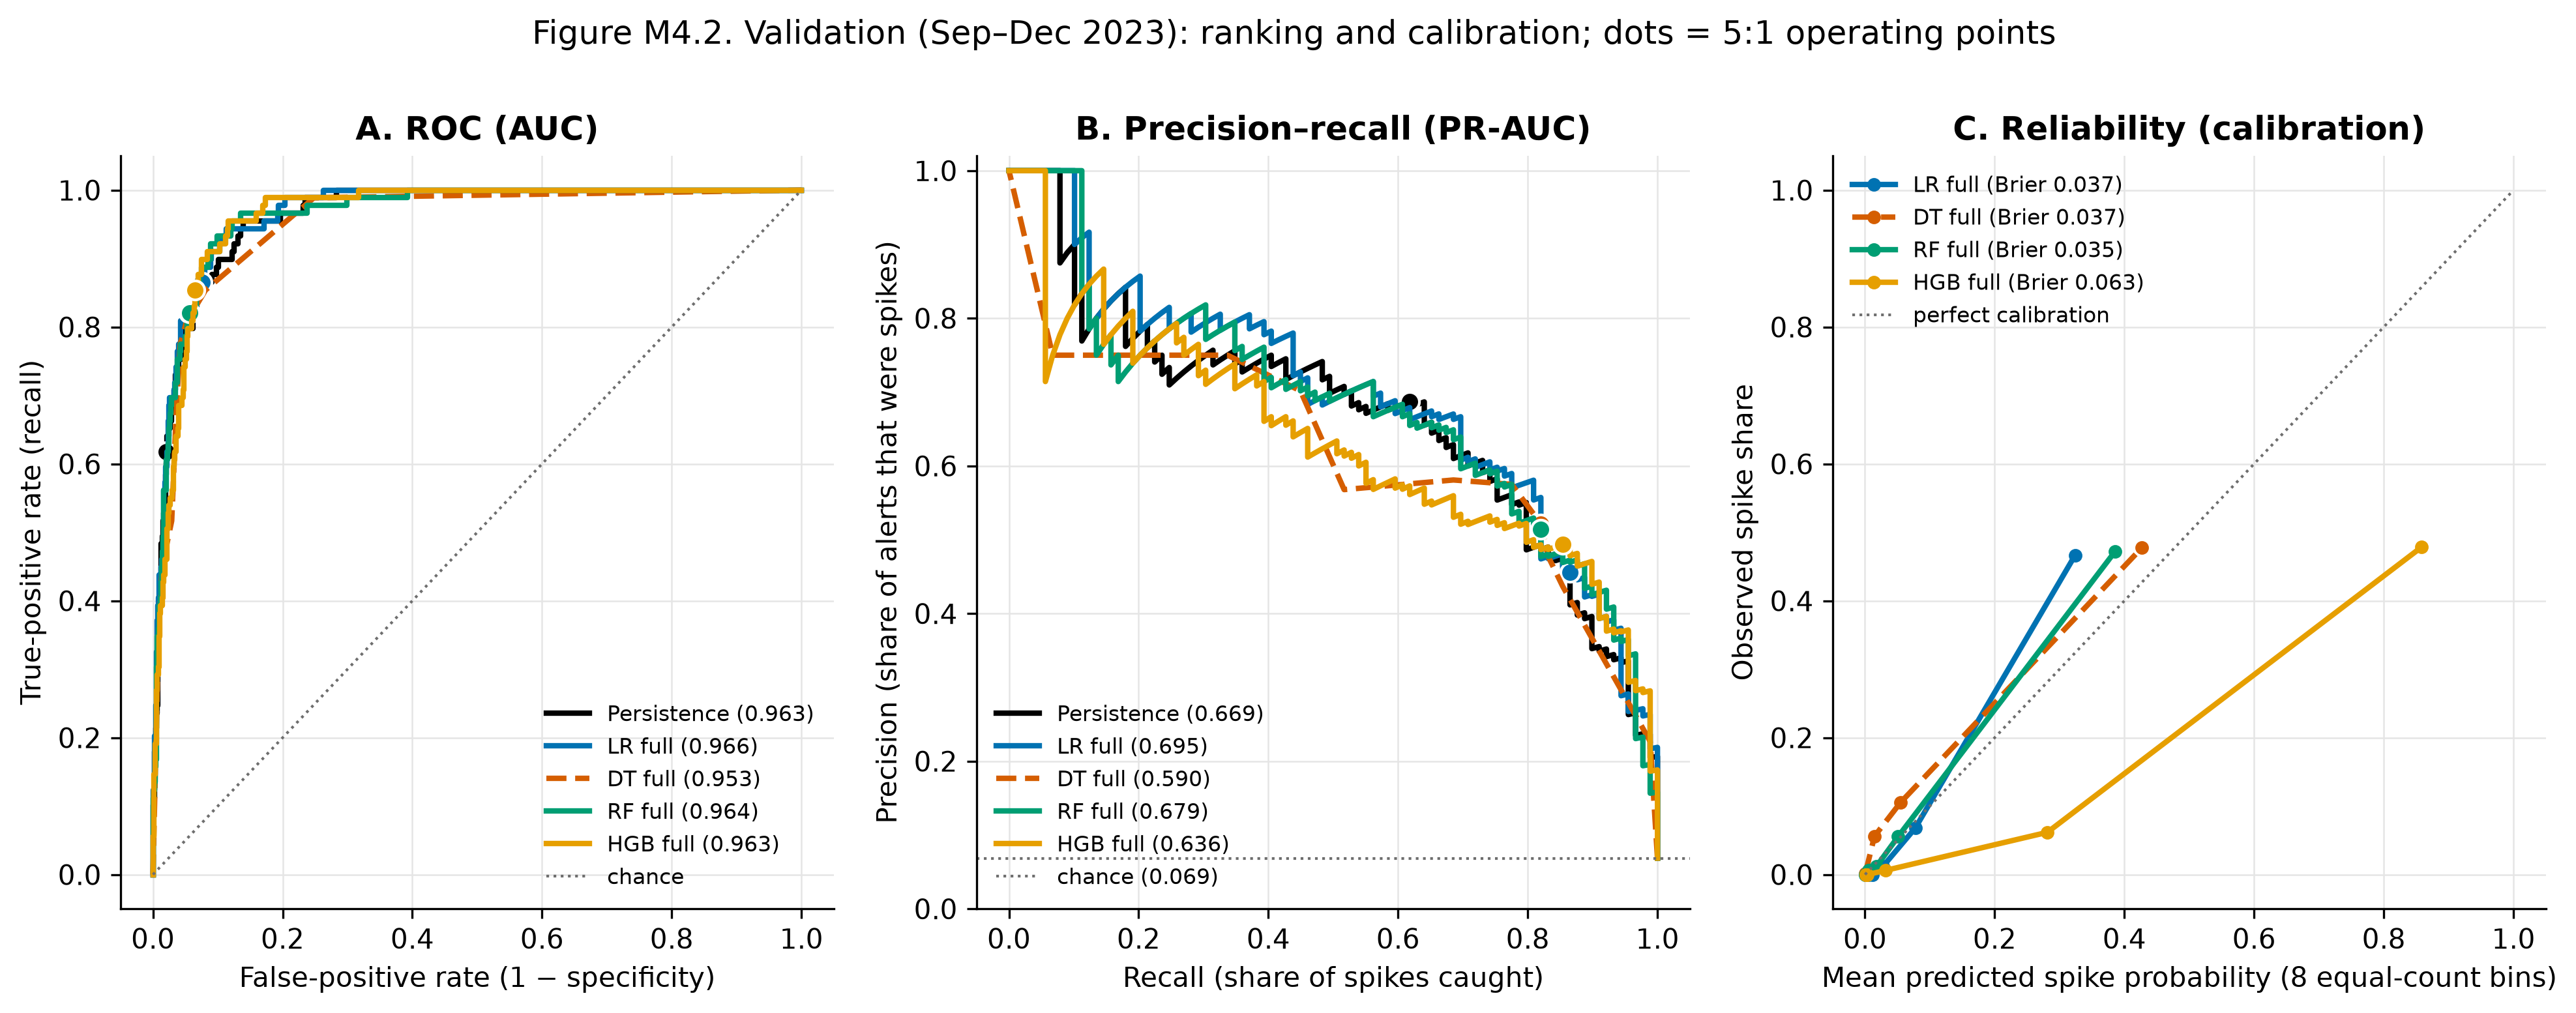 Figure M4.2. Validation (Sep–Dec 2023): ranking and calibration; dots = 5:1 operating points
A. ROC (AUC)
True-positive rate (recall)
1.0
0.8
0.6
0.4
0.2
0.0
Persistence (0.963)
LR full (0.966)
DT full (0.953)
RF full (0.964)
HGB full (0.963)
chance
0.0 0.2 0.4 0.6 0.8 1.0
False-positive rate (1 − specificity)
B. Precision–recall (PR-AUC)
Precision (share of alerts that were spikes)
1.0
0.8
0.6
0.4
0.2
0.0
Persistence (0.669)
LR full (0.695)
DT full (0.590)
RF full (0.679)
HGB full (0.636)
chance (0.069)
0.0 0.2 0.4 0.6 0.8 1.0
Recall (share of spikes caught)
C. Reliability (calibration)
Observed spike share
1.0
0.8
0.6
0.4
0.2
0.0
LR full (Brier 0.037)
DT full (Brier 0.037)
RF full (Brier 0.035)
HGB full (Brier 0.063)
perfect calibration
0.0 0.2 0.4 0.6 0.8 1.0
Mean predicted spike probability (8 equal-count bins)